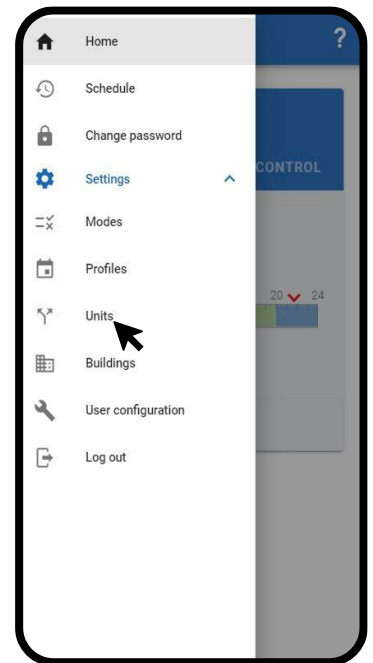 Home
?
Schedule
Change password
CONTROL
Settings
Modes
Profiles
20 24
Units
Buildings
User configuration
Log out